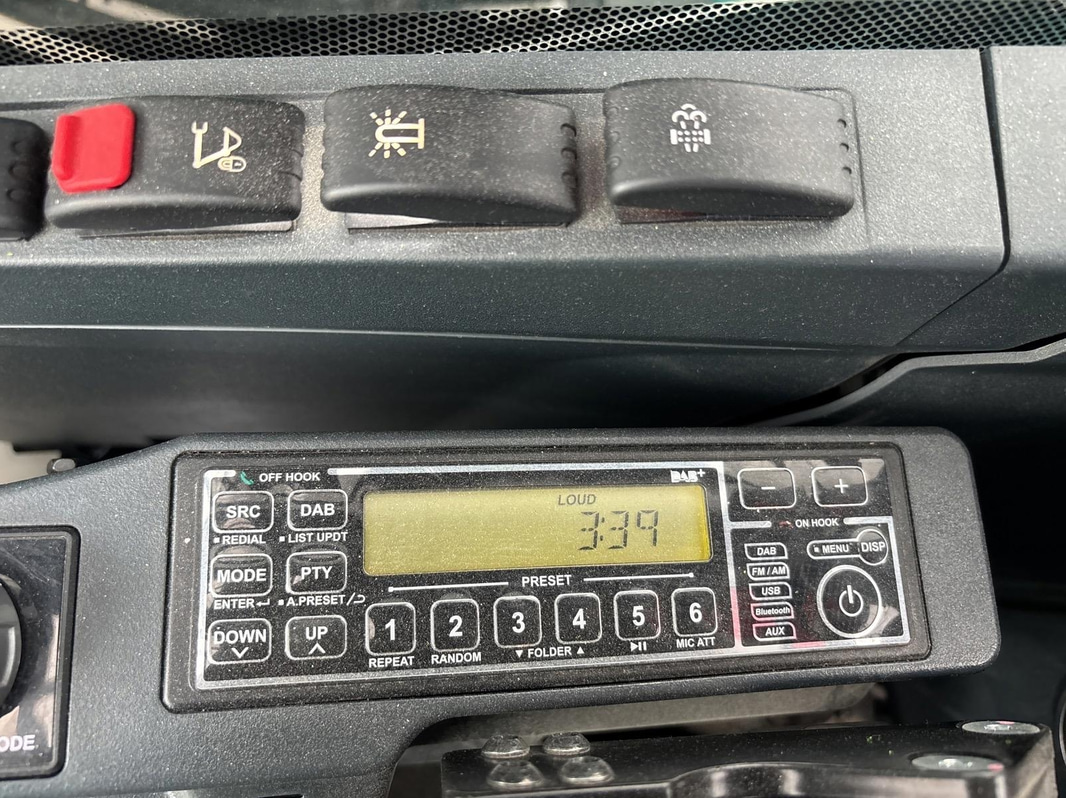 OFF HOOK
DAB+
SRC
DAB
LOUD
3:39
−
+
REDIAL
LIST UPDT
ON HOOK
MODE
PTY
DAB
MENU
DISP
ENTER
A.PRESET /
PRESET
FM / AM
USB
DOWN
UP
1
2
3
4
5
6
Bluetooth
AUX
REPEAT
RANDOM
▼ FOLDER ▲
MIC ATT